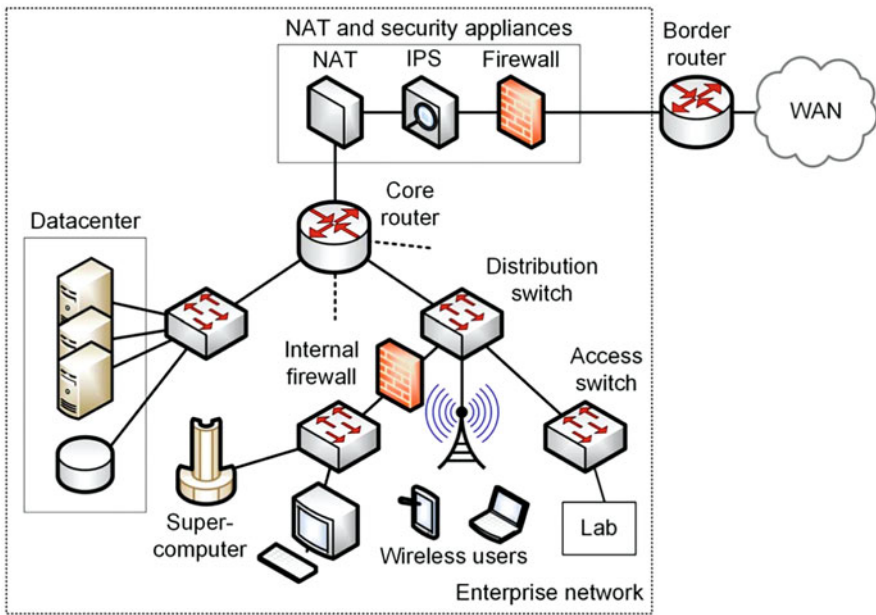 NAT and security appliances
NAT
IPS
Firewall
Border
router
WAN
Core
router
Datacenter
Distribution
switch
Internal
firewall
Access
switch
Super-
computer
Wireless users
Lab
Enterprise network